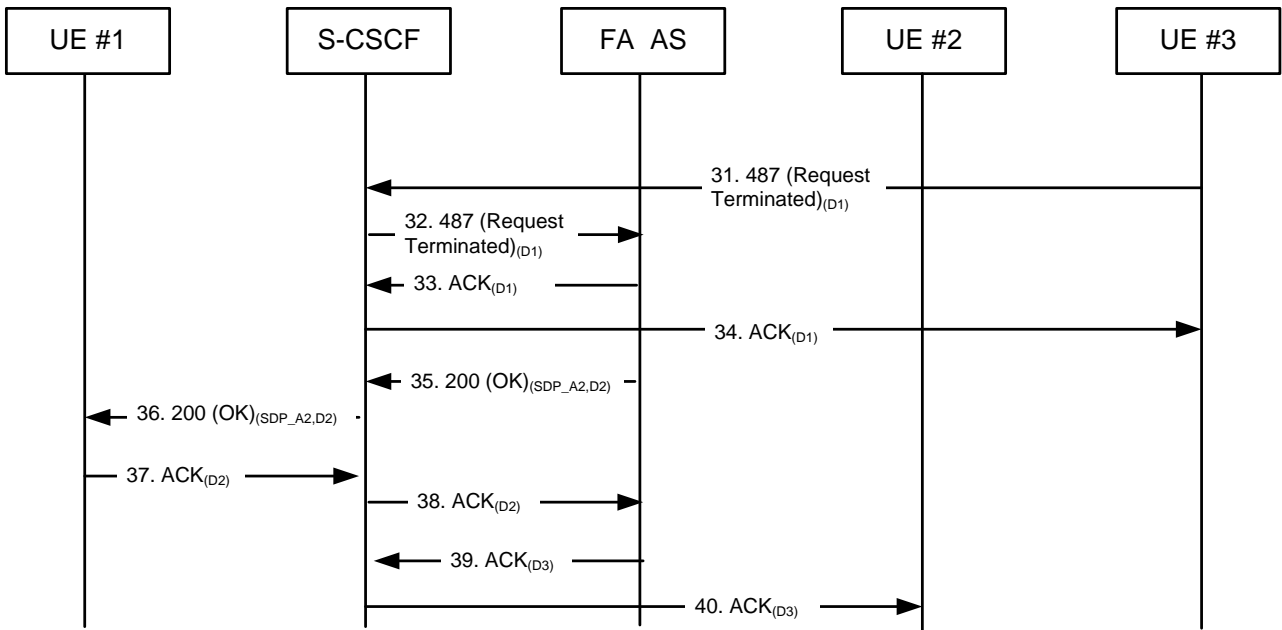 UE #1
S-CSCF
FA AS
UE #2
UE #3
31. 487 (Request
Terminated)(D1)
32. 487 (Request
Terminated)(D1)
33. ACK(D1)
34. ACK(D1)
35. 200 (OK)(SDP_A2,D2)
36. 200 (OK)(SDP_A2,D2)
37. ACK(D2)
38. ACK(D2)
39. ACK(D3)
40. ACK(D3)